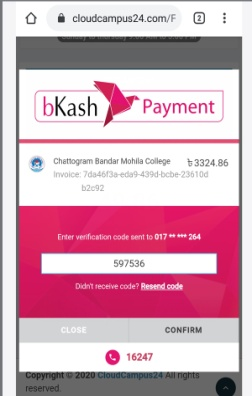 cloudcampus24.com/F
2
bKash Payment
Chattogram Bandar Mohila College ৳ 3324.86
Invoice: 7da46f3a-eda9-439d-bcbe-23610d
b2c92
Enter verification code sent to 017 ** *** 264
597536
Didn't receive code? Resend code
CLOSE CONFIRM
16247
Copyright © 2020 CloudCampus24 All rights
reserved.